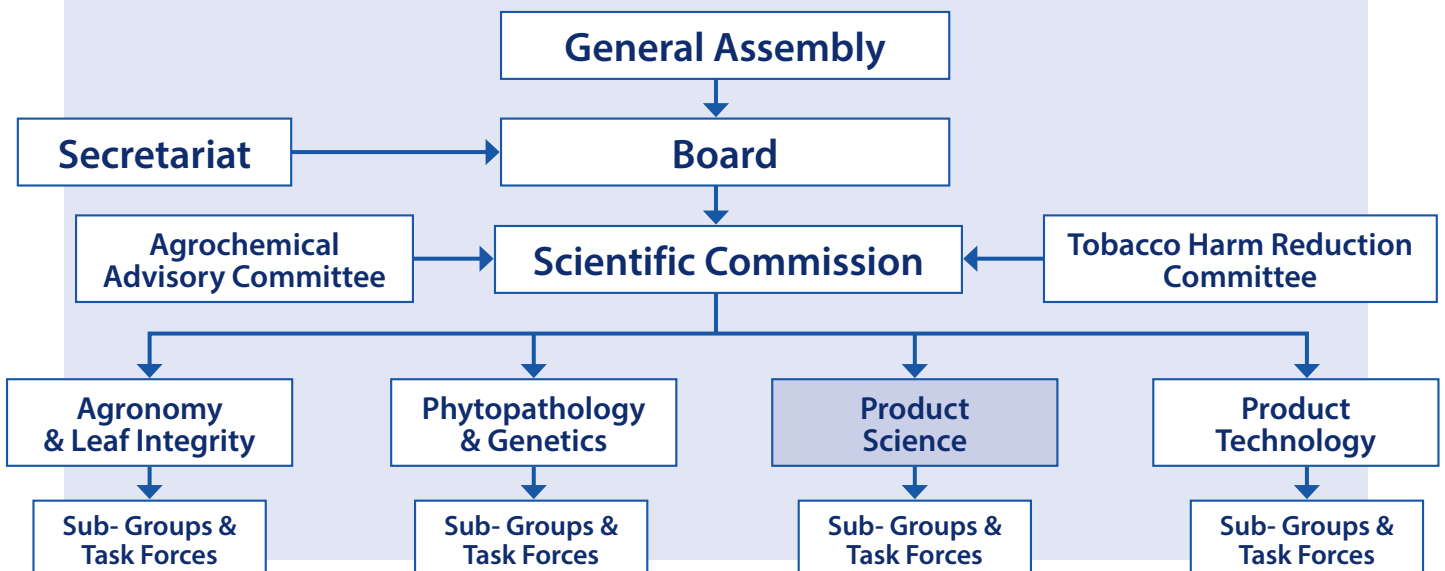 General Assembly
Secretariat
Board
Agrochemical
Advisory Committee
Scientific Commission
Tobacco Harm Reduction
Committee
Agronomy
& Leaf Integrity
Phytopathology
& Genetics
Product
Science
Product
Technology
Sub- Groups &
Task Forces
Sub- Groups &
Task Forces
Sub- Groups &
Task Forces
Sub- Groups &
Task Forces